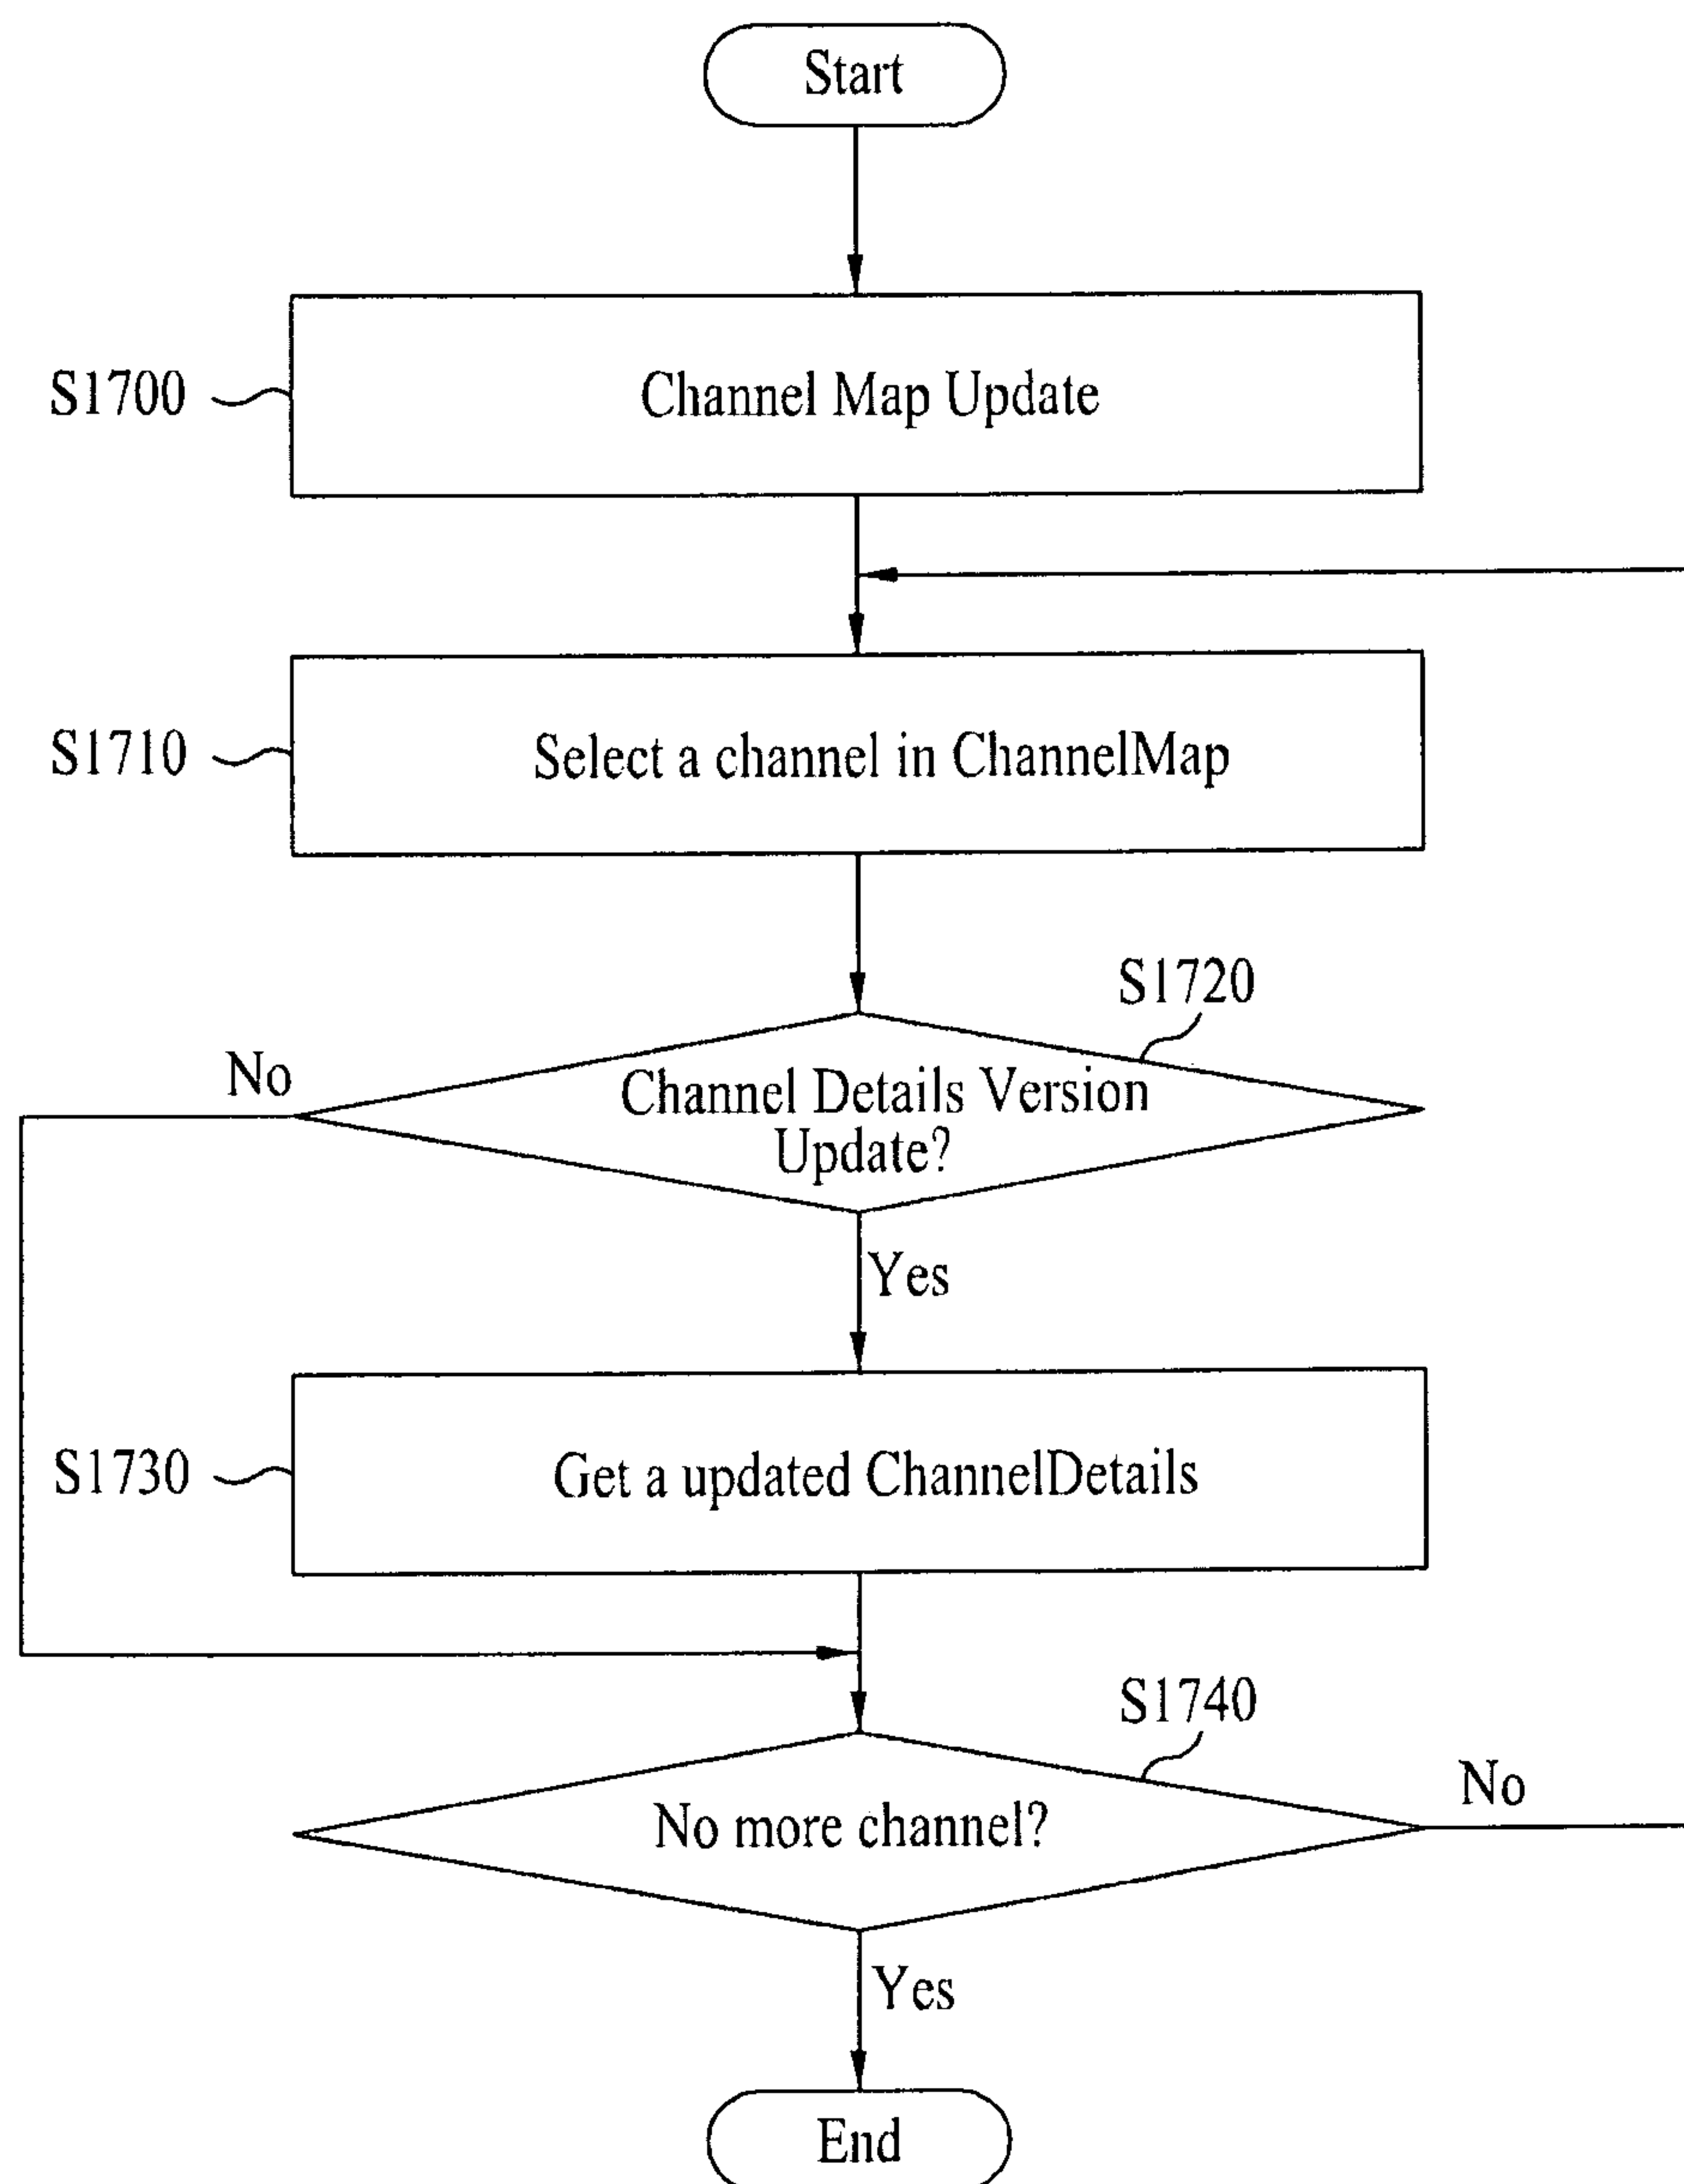 Start
S1700
Channel Map Update
S1710
Select a channel in ChannelMap
S1720
No
Channel Details Version
Update?
Yes
S1730
Get a updated ChannelDetails
S1740
No
No more channel?
Yes
End